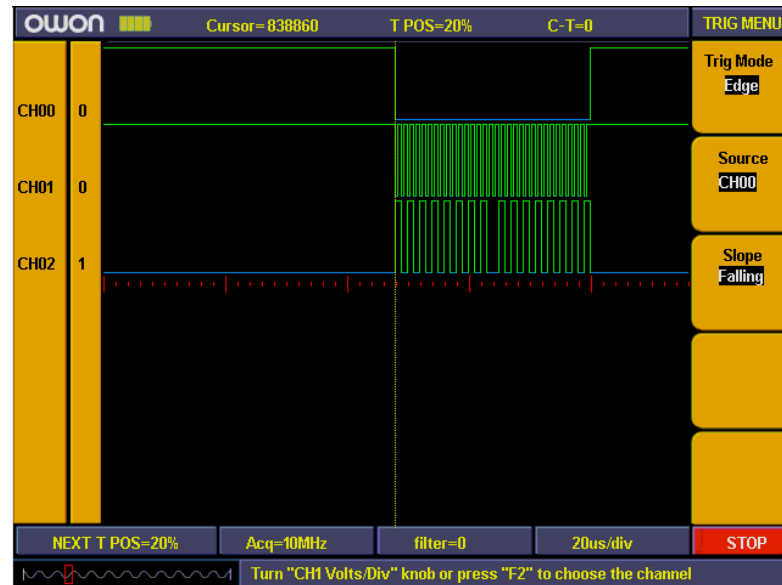 owon Cursor=838860 T POS=20% C-T=0 TRIG MENU
Trig Mode
Edge
CH00 0
Source
CH00
CH01 0
Slope
Falling
CH02 1
NEXT T POS=20% Acq=10MHz filter=0 20us/div STOP
Turn "CH1 Volts/Div" knob or press "F2" to choose the channel